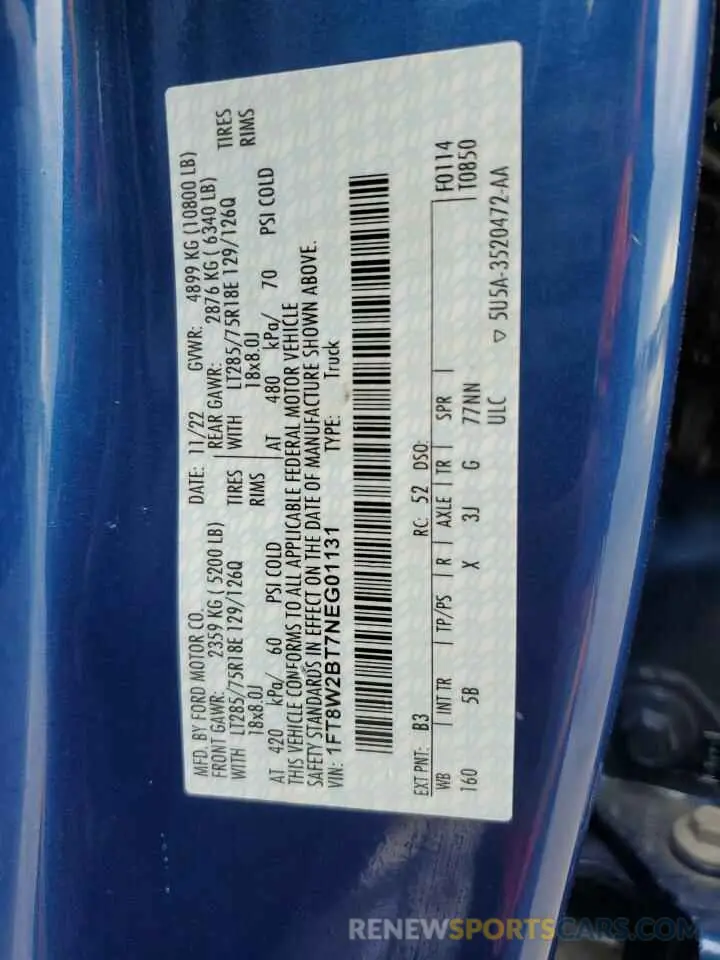 MFD. BY FORD MOTOR CO. DATE: 11/22 GVWR: 4899 KG (10800 LB)
FRONT GAWR: 2359 KG ( 5200 LB) REAR GAWR: 2876 KG ( 6340 LB)
WITH LT285/75R18E 129/126Q TIRES WITH LT285/75R18E 129/126Q TIRES
18x8.0J RIMS 18x8.0J RIMS
AT 420 kPa/ 60 PSI COLD AT 480 kPa/ 70 PSI COLD
THIS VEHICLE CONFORMS TO ALL APPLICABLE FEDERAL MOTOR VEHICLE
SAFETY STANDARDS IN EFFECT ON THE DATE OF MANUFACTURE SHOWN ABOVE.
VIN: 1FT8W2BT7NEG01131 TYPE: Truck
EXT PNT: B3 RC: 52 DSO: F0114
WB INT TR TP/PS R AXLE TR SPR T0850
160 5B X 3J G 77NN
ULC ▽ 5U5A-3520472-AA
RENEWSPORTSCARS.COM